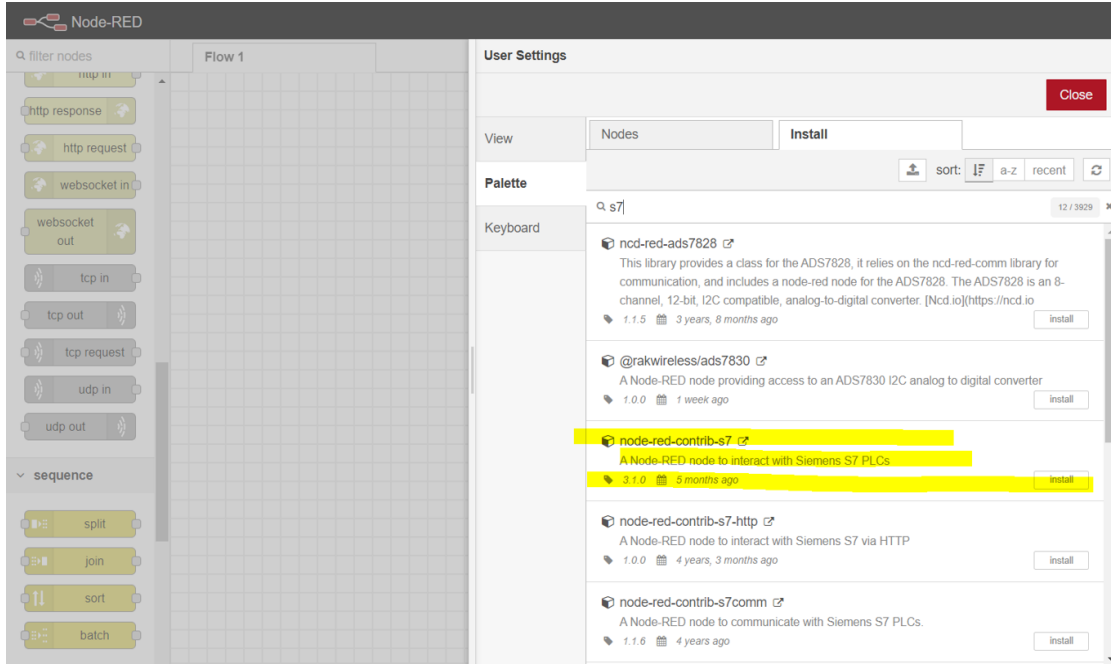 Node-RED
filter nodes
http in
http response
http request
websocket in
websocket
out
tcp in
tcp out
tcp request
udp in
udp out
sequence
split
join
sort
batch
Flow 1
User Settings
Close
View
Palette
Keyboard
Nodes
Install
sort:
a-z
recent
s7
12 / 3929
ncd-red-ads7828
This library provides a class for the ADS7828, it relies on the ncd-red-comm library for
communication, and includes a node-red node for the ADS7828. The ADS7828 is an 8-
channel, 12-bit, I2C compatible, analog-to-digital converter. [Ncd.io](https://ncd.io
1.1.5 3 years, 8 months ago
install
@rakwireless/ads7830
A Node-RED node providing access to an ADS7830 I2C analog to digital converter
1.0.0 1 week ago
install
node-red-contrib-s7
A Node-RED node to interact with Siemens S7 PLCs
3.1.0 5 months ago
install
node-red-contrib-s7-http
A Node-RED node to interact with Siemens S7 via HTTP
1.0.0 4 years, 3 months ago
install
node-red-contrib-s7comm
A Node-RED node to communicate with Siemens S7 PLCs.
1.1.6 4 years ago
install